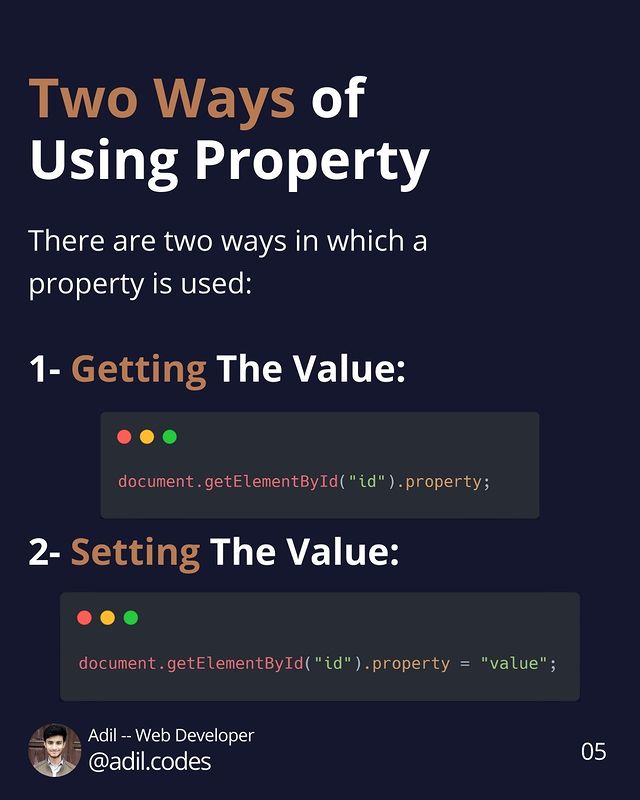 Two Ways of
Using Property
There are two ways in which a
property is used:
1- Getting The Value:
document.getElementById("id").property;
2- Setting The Value:
document.getElementById("id").property = "value";
Adil -- Web Developer
@adil.codes
05